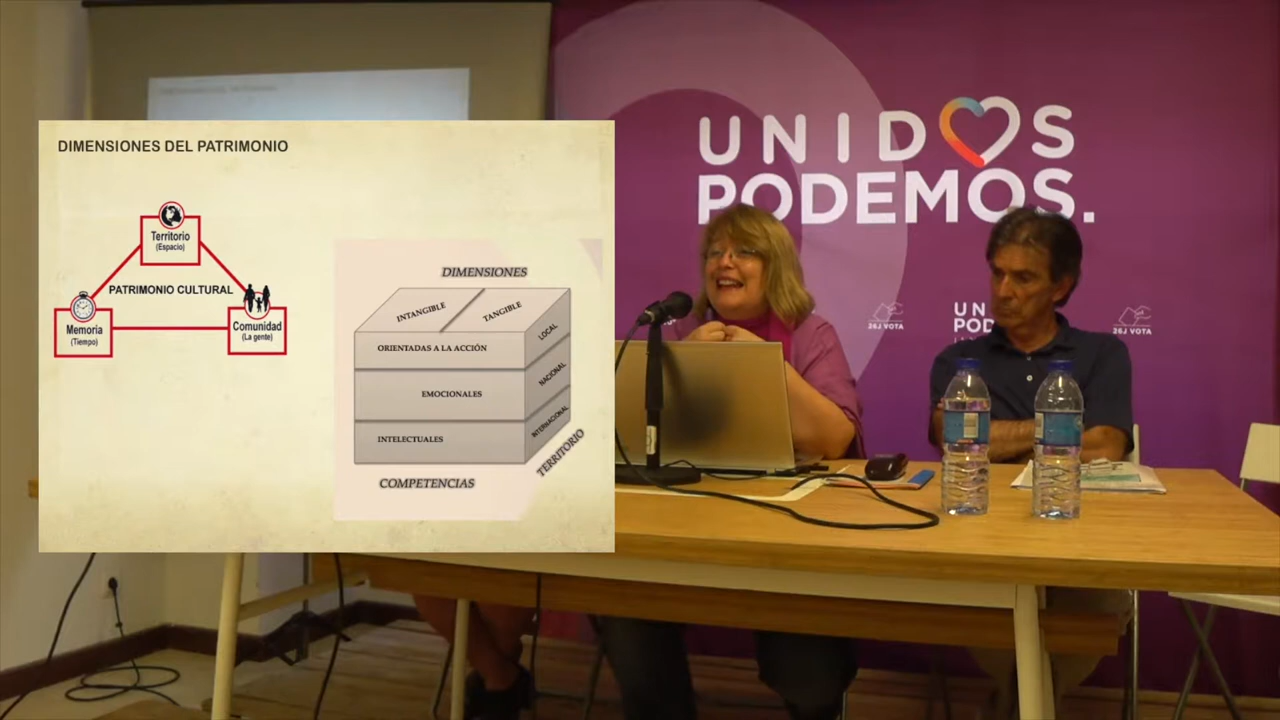 DIMENSIONES DEL PATRIMONIO
Territorio
(Espacio)
PATRIMONIO CULTURAL
Memoria
(Tiempo)
Comunidad
(La gente)
DIMENSIONES
INTANGIBLE
TANGIBLE
ORIENTADAS A LA ACCIÓN
EMOCIONALES
INTELECTUALES
LOCAL
NACIONAL
INTERNACIONAL
TERRITORIO
COMPETENCIAS
UNIDOS
PODEMOS.
26J VOTA
UN
POD
26J VOTA